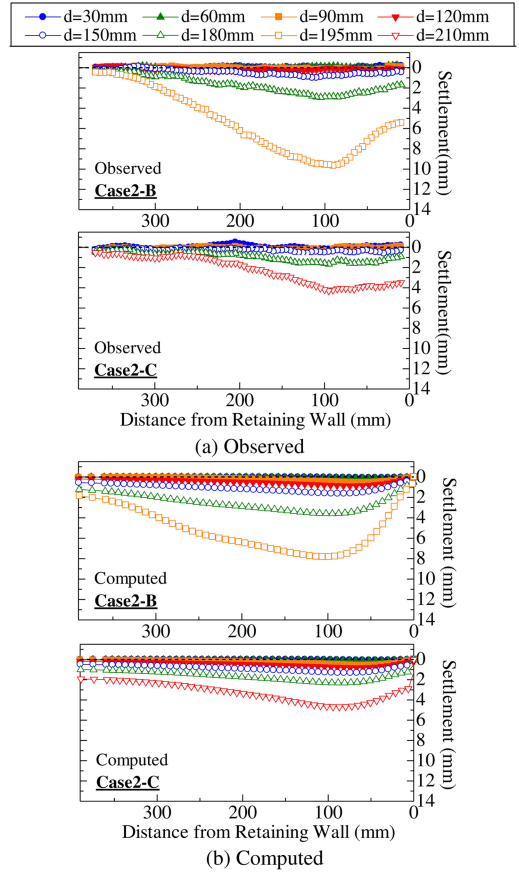 d=30mm d=60mm d=90mm d=120mm
d=150mm d=180mm d=195mm d=210mm
0
2
4
6
8
10
12
14
Settlement(mm)
Observed
Case2-B
300 200 100 0
0
2
4
6
8
10
12
14
Settlement(mm)
Observed
Case2-C
300 200 100 0
Distance from Retaining Wall (mm)
(a) Observed
0
2
4
6
8
10
12
14
Settlement (mm)
Computed
Case2-B
300 200 100 0
0
2
4
6
8
10
12
14
Settlement (mm)
Computed
Case2-C
300 200 100 0
Distance from Retaining Wall (mm)
(b) Computed